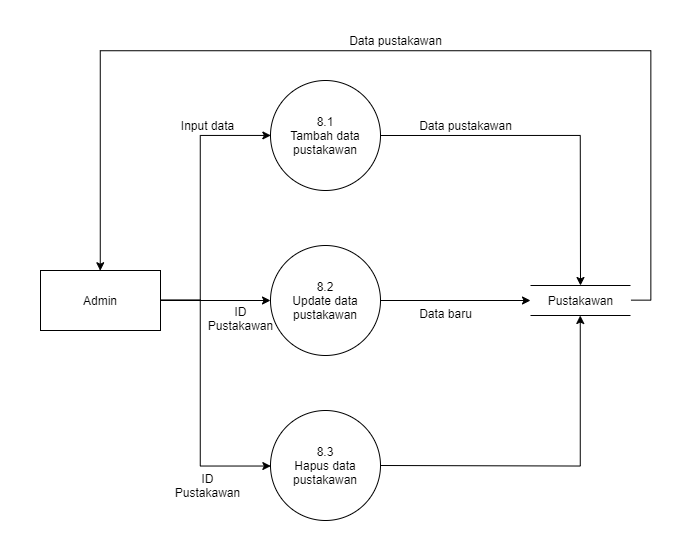 Data pustakawan
8.1
Tambah data
pustakawan
Input data
Data pustakawan
Admin
8.2
Update data
pustakawan
ID
Pustakawan
Data baru
Pustakawan
8.3
Hapus data
pustakawan
ID
Pustakawan